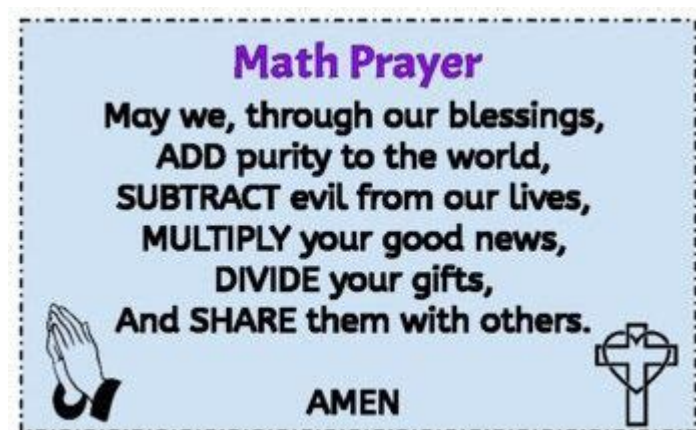 Math Prayer
May we, through our blessings,
ADD purity to the world,
SUBTRACT evil from our lives,
MULTIPLY your good news,
DIVIDE your gifts,
And SHARE them with others.
AMEN